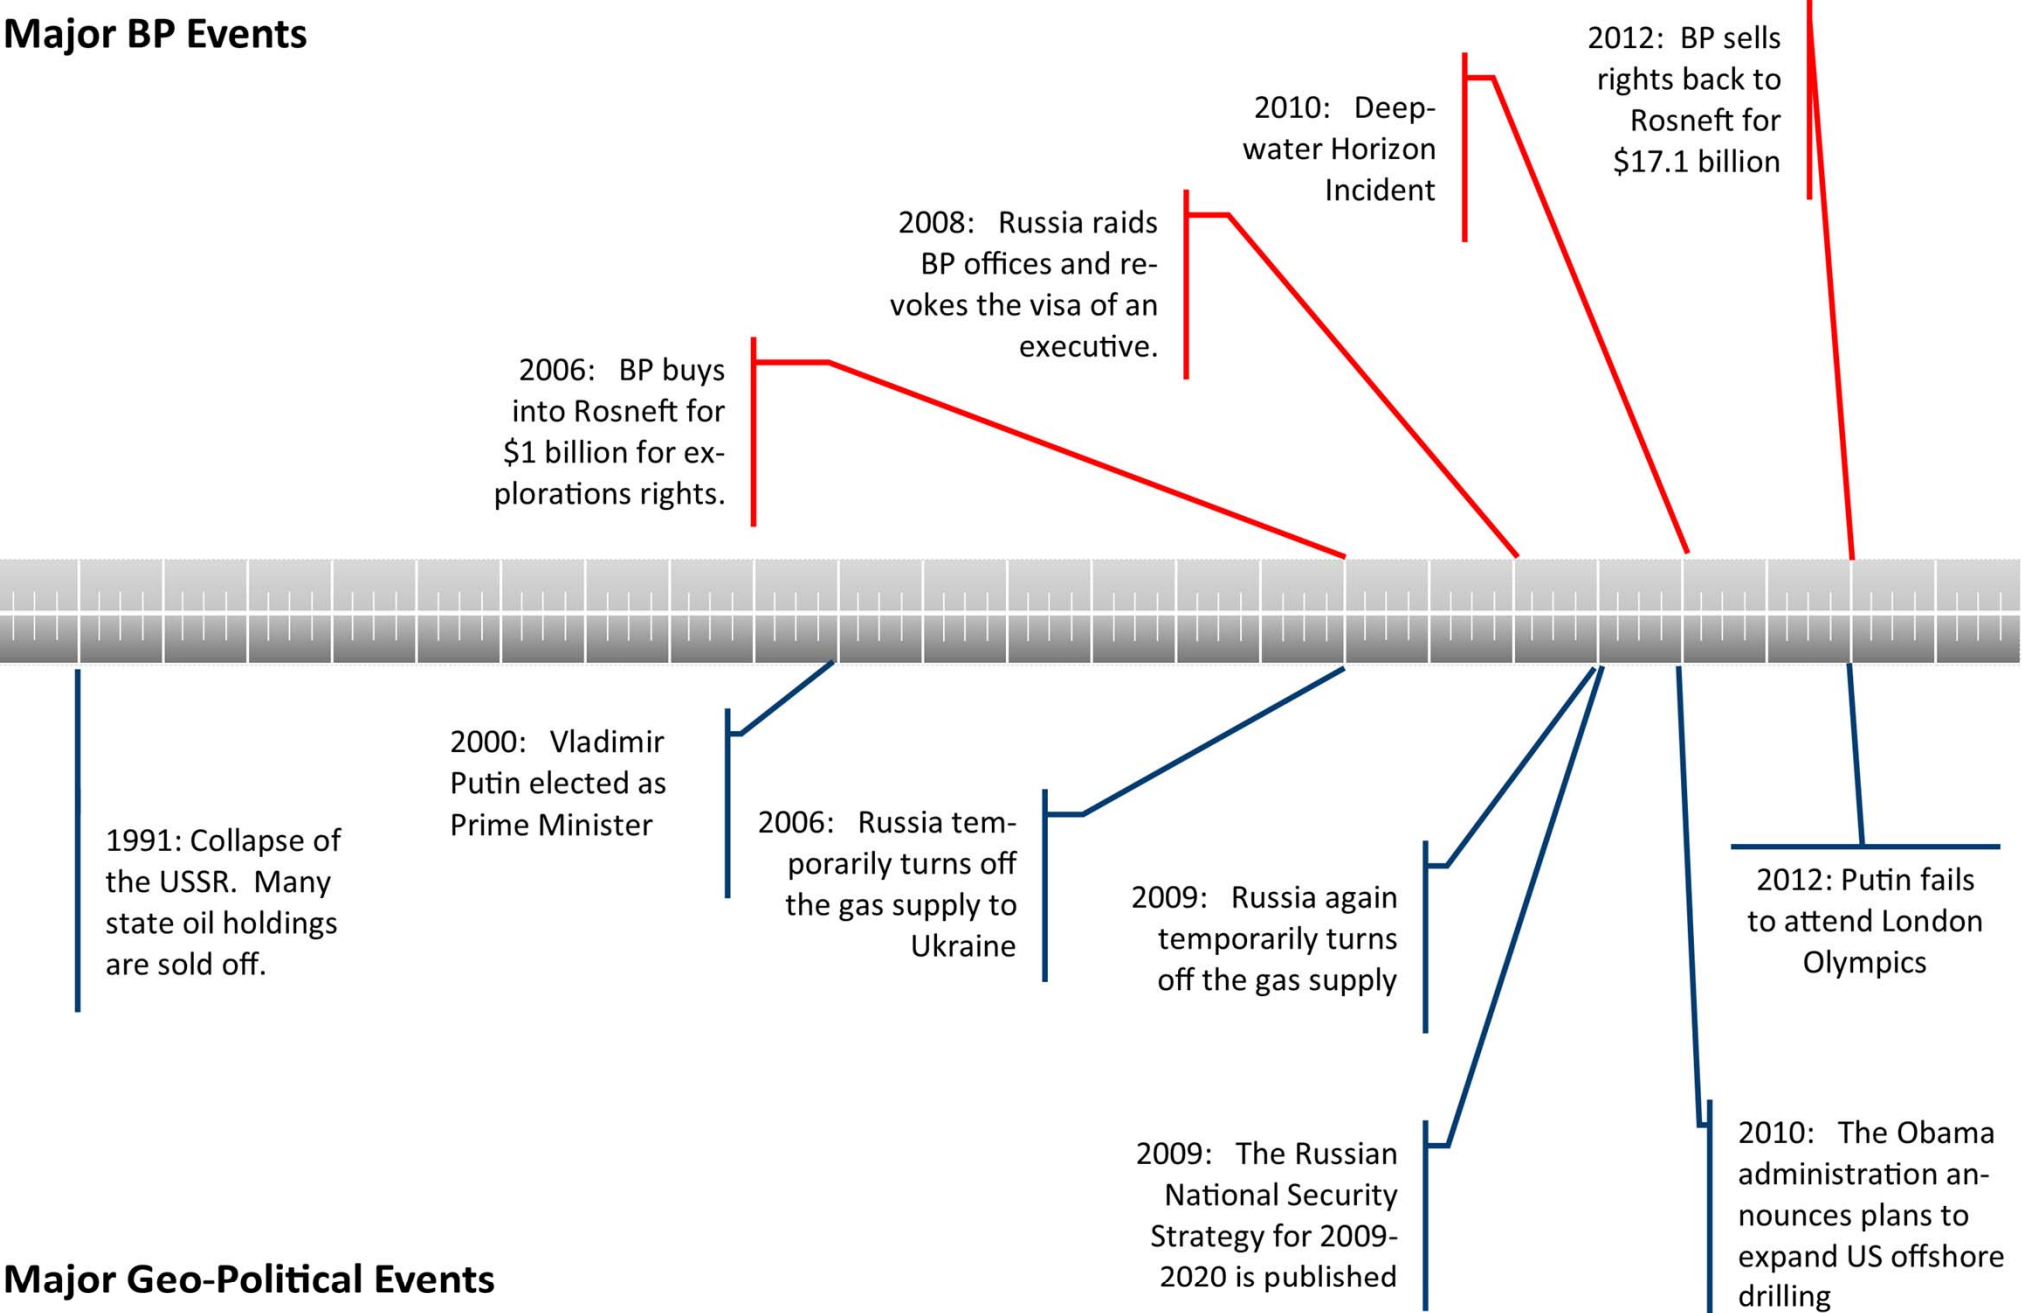 Major BP Events
2012: BP sells
rights back to
Rosneft for
$17.1 billion
2010: Deep-
water Horizon
Incident
2008: Russia raids
BP offices and re-
vokes the visa of an
executive.
2006: BP buys
into Rosneft for
$1 billion for ex-
plorations rights.
1991: Collapse of
the USSR. Many
state oil holdings
are sold off.
2000: Vladimir
Putin elected as
Prime Minister
2006: Russia tem-
porarily turns off
the gas supply to
Ukraine
2009: Russia again
temporarily turns
off the gas supply
2012: Putin fails
to attend London
Olympics
2009: The Russian
National Security
Strategy for 2009-
2020 is published
2010: The Obama
administration an-
nounces plans to
expand US offshore
drilling
Major Geo-Political Events